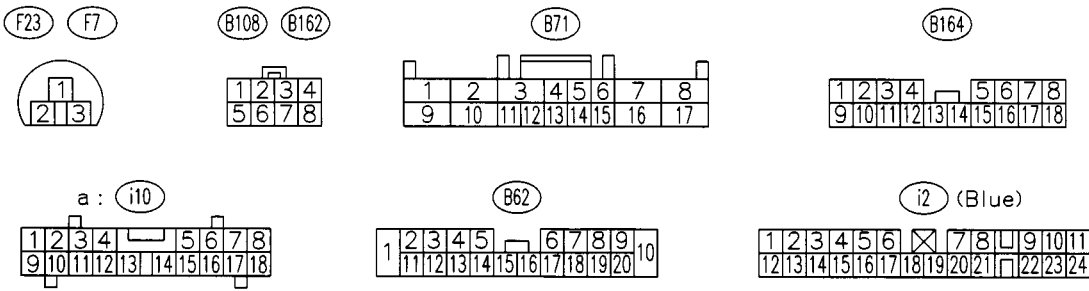 F23 F7 B108 B162 B71 B164
1
2 3
1 2 3 4
5 6 7 8
1 2 3 4 5 6 7 8
9 10 11 12 13 14 15 16 17
1 2 3 4 5 6 7 8
9 10 11 12 13 14 15 16 17 18
a : i10 B62 i2 (Blue)
1 2 3 4 5 6 7 8
9 10 11 12 13 14 15 16 17 18
1 2 3 4 5 6 7 8 9 10
11 12 13 14 15 16 17 18 19 20
1 2 3 4 5 6 7 8 9 10 11
12 13 14 15 16 17 18 19 20 21 22 23 24